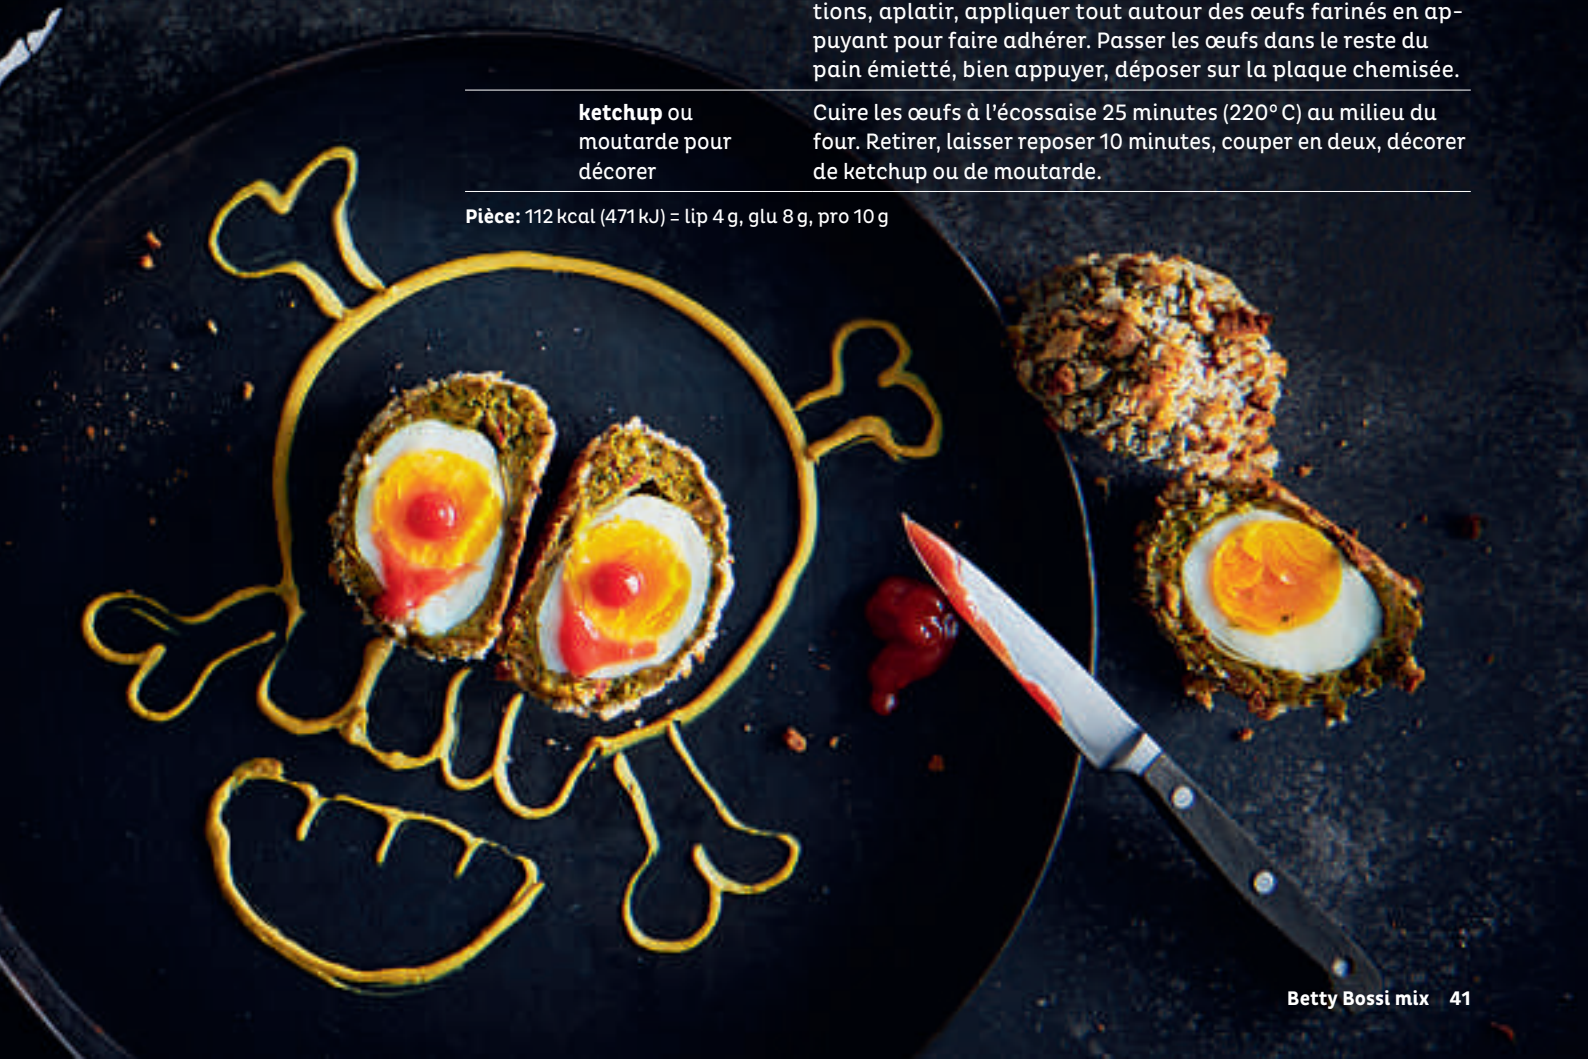 tions, aplatir, appliquer tout autour des œufs farinés en ap-
puyant pour faire adhérer. Passer les œufs dans le reste du
pain émietté, bien appuyer, déposer sur la plaque chemisée.
ketchup ou
moutarde pour
décorer
Cuire les œufs à l’écossaise 25 minutes (220° C) au milieu du
four. Retirer, laisser reposer 10 minutes, couper en deux, décorer
de ketchup ou de moutarde.
Pièce: 112 kcal (471 kJ) = lip 4 g, glu 8 g, pro 10 g
Betty Bossi mix 41